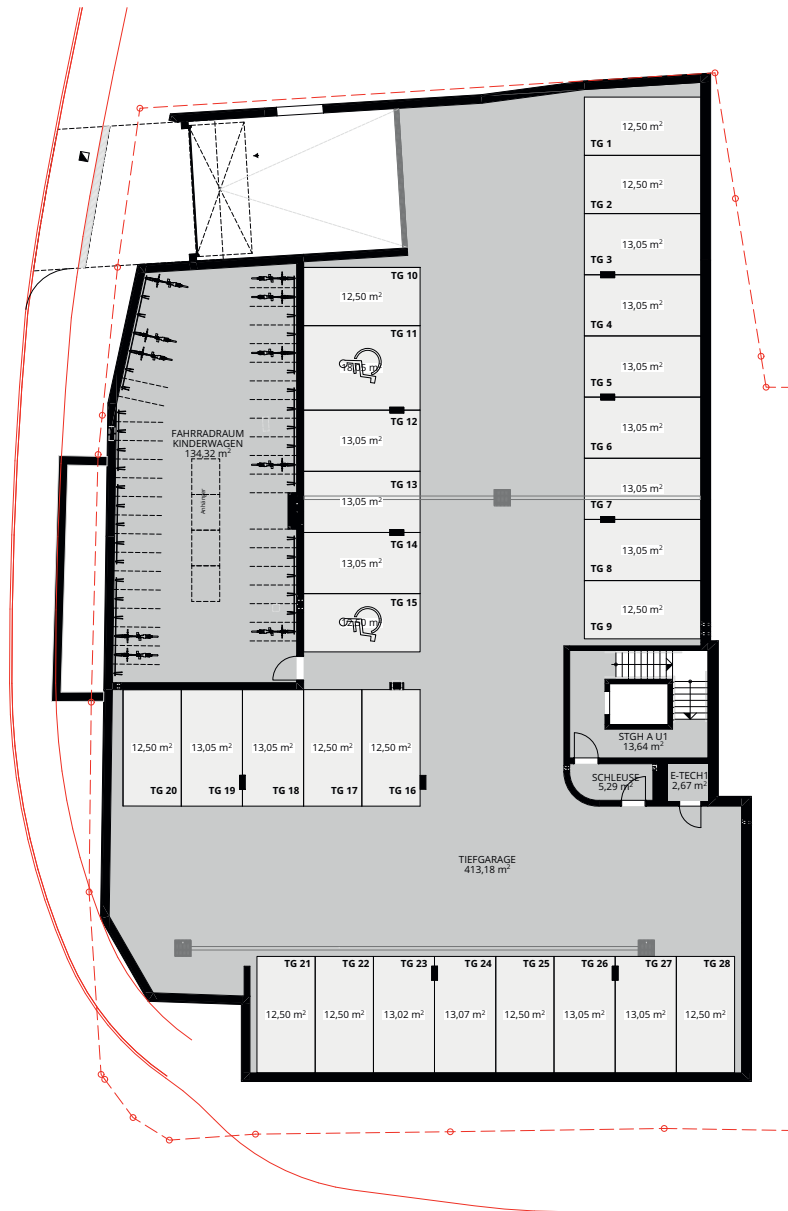 12,50 m²
TG 1
12,50 m²
TG 2
13,05 m²
TG 3
13,05 m²
TG 4
13,05 m²
TG 5
13,05 m²
TG 6
13,05 m²
TG 7
13,05 m²
TG 8
12,50 m²
TG 9
TG 10
12,50 m²
TG 11
TG 12
13,05 m²
TG 13
13,05 m²
TG 14
13,05 m²
TG 15
12,50 m²
FAHRRADRAUM
KINDERWAGEN
134,32 m²
Anhänger
12,50 m²
13,05 m²
13,05 m²
12,50 m²
12,50 m²
TG 20
TG 19
TG 18
TG 17
TG 16
STGH A U1
13,64 m²
SCHLEUSE
5,29 m²
E-TECH1
2,67 m²
TIEFGARAGE
413,18 m²
TG 21
TG 22
TG 23
TG 24
TG 25
TG 26
TG 27
TG 28
12,50 m²
12,50 m²
13,02 m²
13,07 m²
12,50 m²
13,05 m²
13,05 m²
12,50 m²